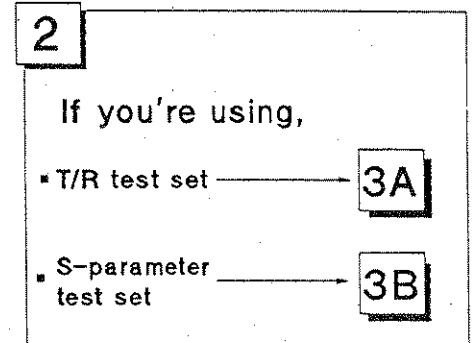 2
If you're using,
▪ T/R test set → 3A
▪ S-parameter
test set → 3B